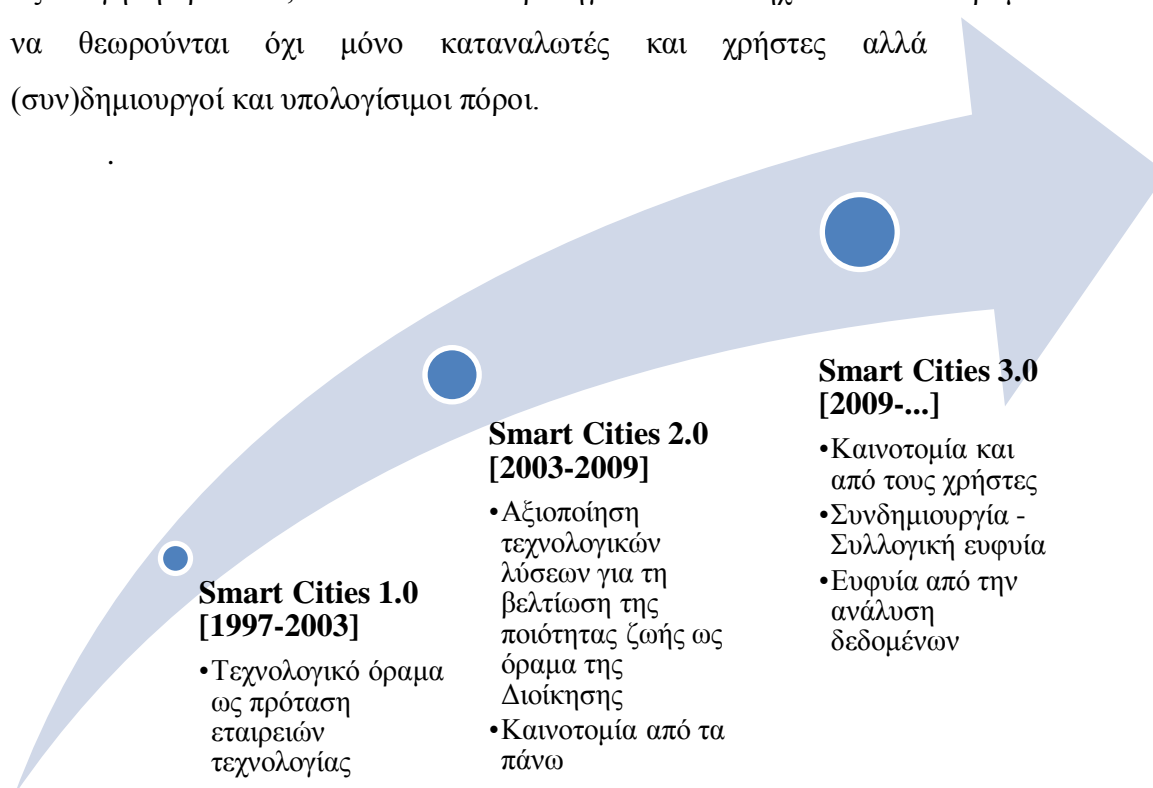 να θεωρούνται όχι μόνο καταναλωτές και χρήστες αλλά
(συν)δημιουργοί και υπολογίσιμοι πόροι.
.
Smart Cities 1.0
[1997-2003]
•Τεχνολογικό όραμα
ως πρόταση
εταιρειών
τεχνολογίας
Smart Cities 2.0
[2003-2009]
•Αξιοποίηση
τεχνολογικών
λύσεων για τη
βελτίωση της
ποιότητας ζωής ως
όραμα της
Διοίκησης
•Καινοτομία από τα
πάνω
Smart Cities 3.0
[2009-...]
•Καινοτομία και
από τους χρήστες
•Συνδημιουργία -
Συλλογική ευφυία
•Ευφυία από την
ανάλυση
δεδομένων